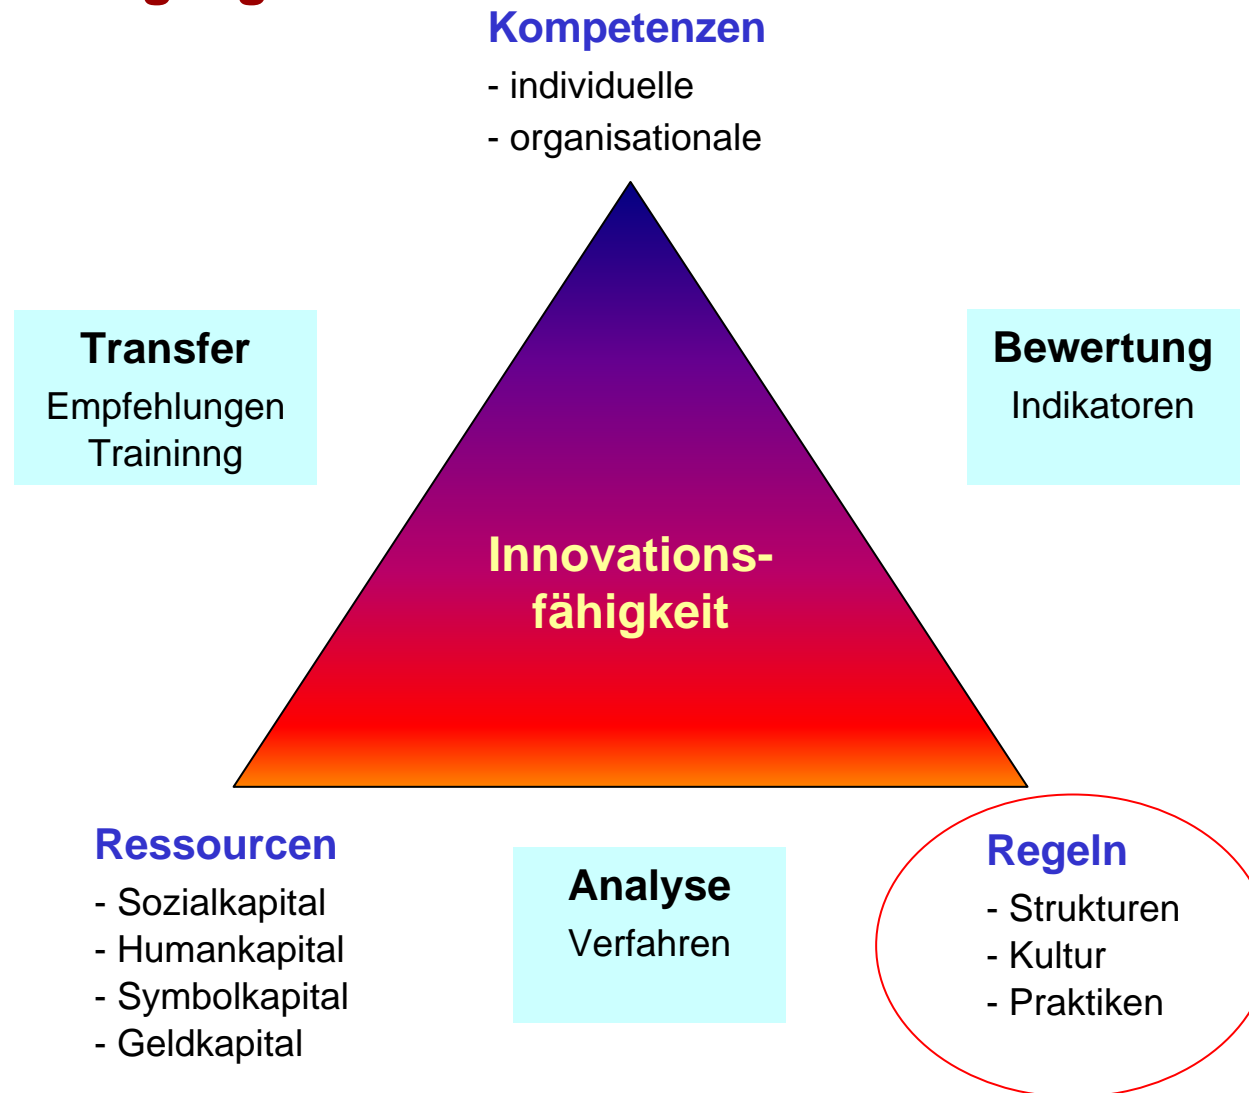 Kompetenzen
- individuelle
- organisationale
Transfer
Empfehlungen
Traininng
Bewertung
Indikatoren
Innovations-
fähigkeit
Ressourcen
- Sozialkapital
- Humankapital
- Symbolkapital
- Geldkapital
Analyse
Verfahren
Regeln
- Strukturen
- Kultur
- Praktiken